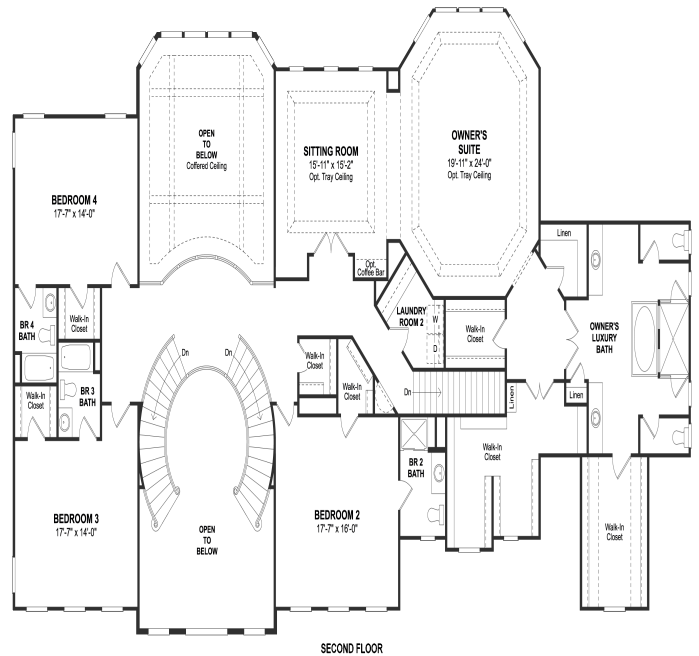 OPEN
TO
BELOW
Coffered Ceiling
SITTING ROOM
15'-11" x 15'-2"
Opt. Tray Ceiling
OWNER'S
SUITE
19'-11" x 24'-0"
Opt. Tray Ceiling
BEDROOM 4
17'-7" x 14'-0"
Linen
Opt.
Coffee Bar
LAUNDRY
ROOM 2
W
D
Walk-In
Closet
OWNER'S
LUXURY
BATH
BR 4
BATH
Walk-In
Closet
Dn
Dn
Walk-In
Closet
Walk-In
Closet
BR 3
BATH
Walk-In
Closet
Dn
Linen
Linen
Walk-In
Closet
BR 2
BATH
BEDROOM 3
17'-7" x 14'-0"
OPEN
TO
BELOW
BEDROOM 2
17'-7" x 16'-0"
Walk-In
Closet
SECOND FLOOR